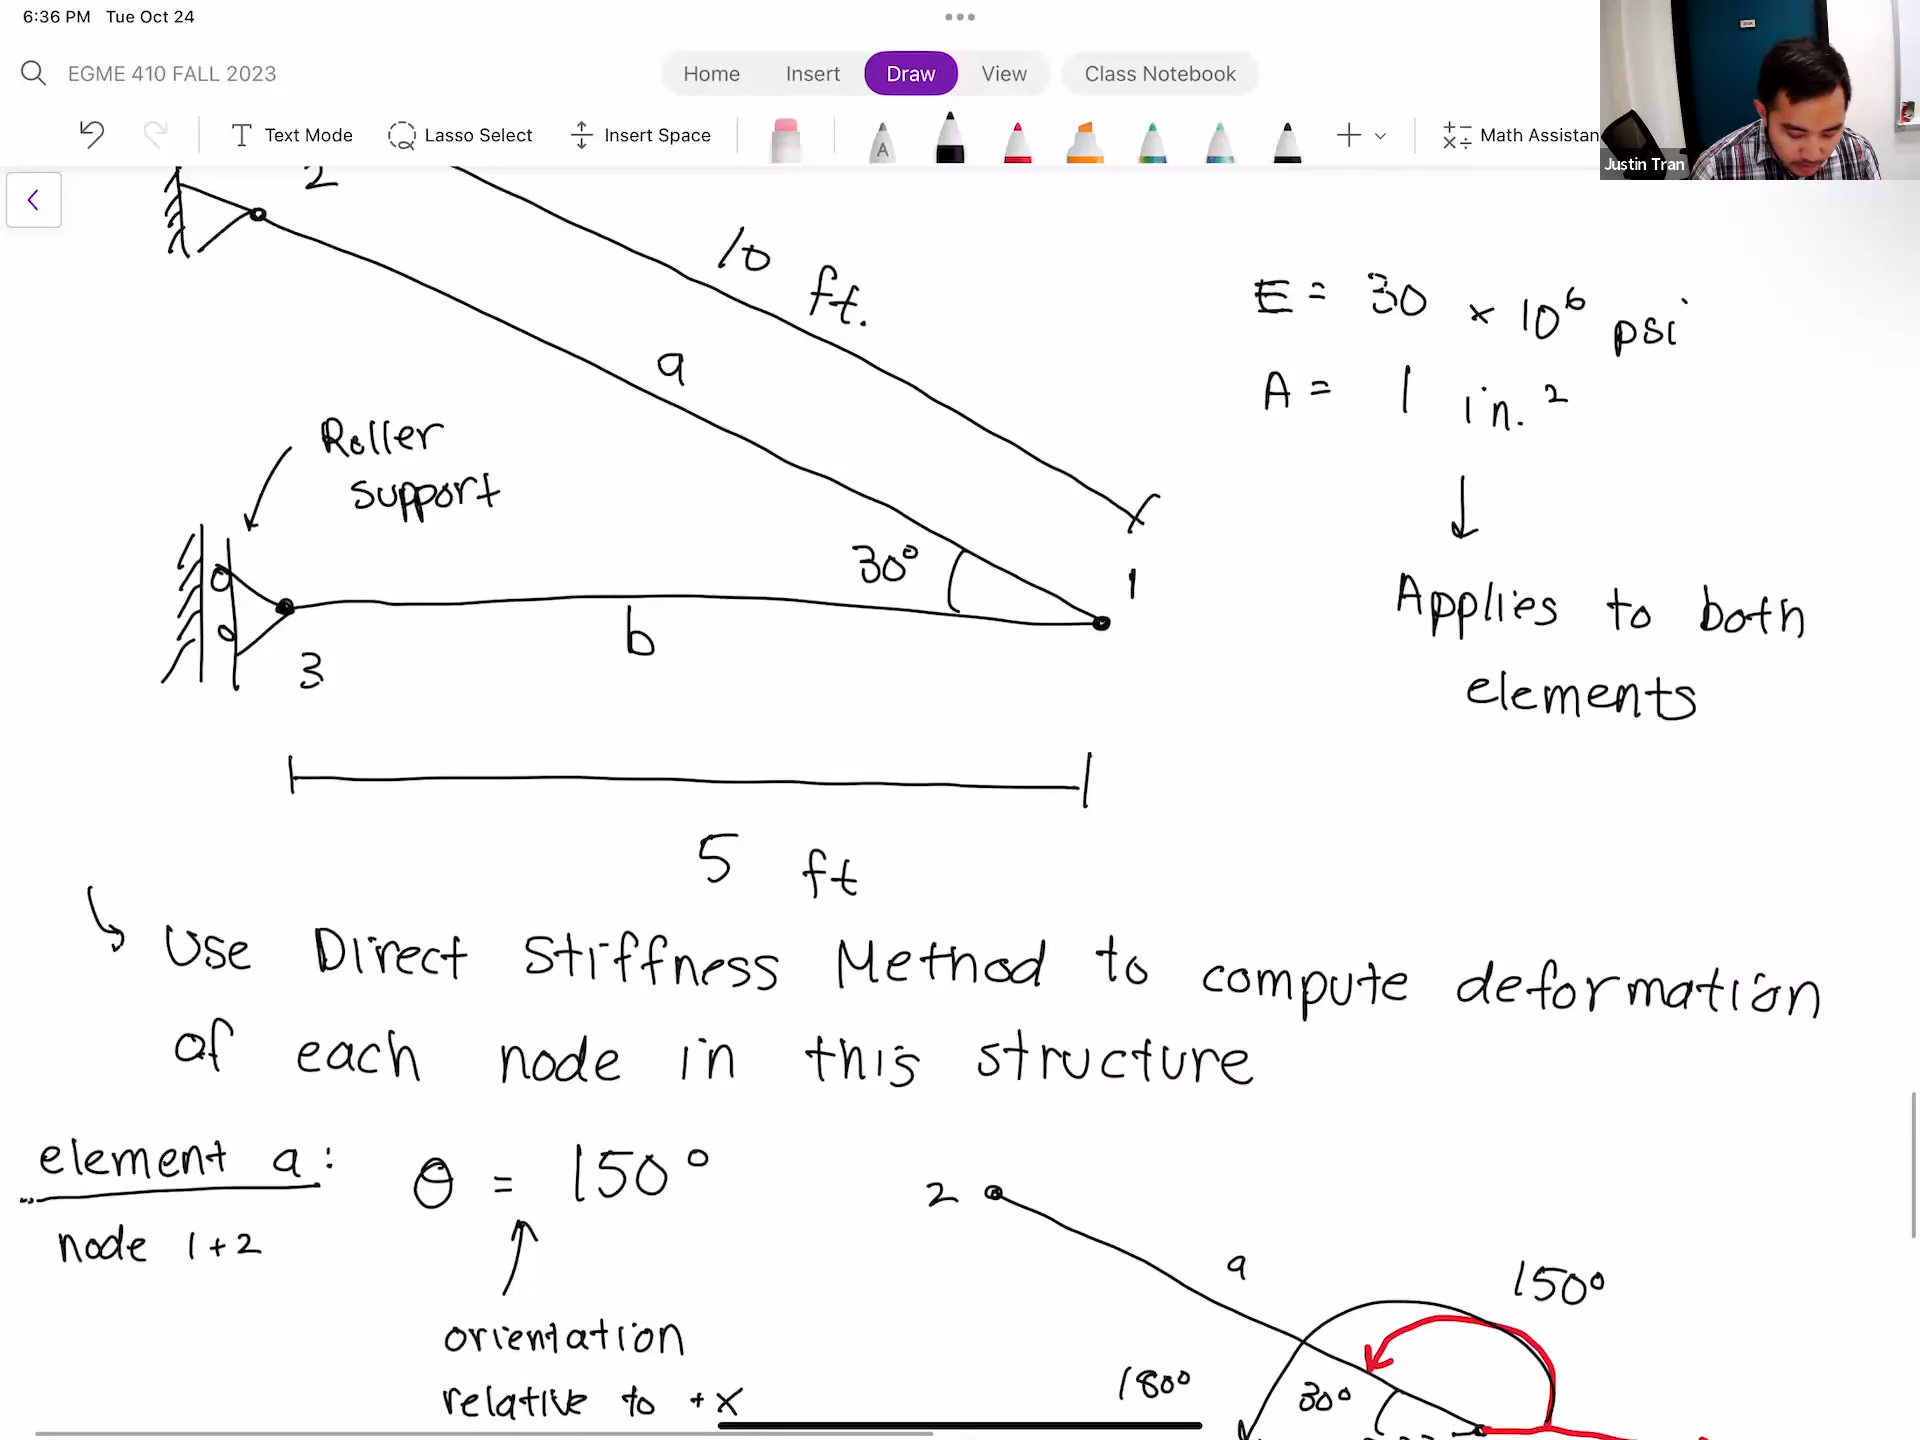 6:36 PM Tue Oct 24
EGME 410 FALL 2023
Home Insert Draw View Class Notebook
Text Mode Lasso Select Insert Space Math Assistan
Justin Tran
2
10 ft.
a
E = 30 × 10⁶ psi
A = 1 in.²
Roller
support
30°
1
Applies to both
elements
b
3
5 ft
Use Direct Stiffness Method to compute deformation
of each node in this structure
element a:
θ = 150°
node 1+2
orientation
relative to +x
2
a
150°
180°
30°